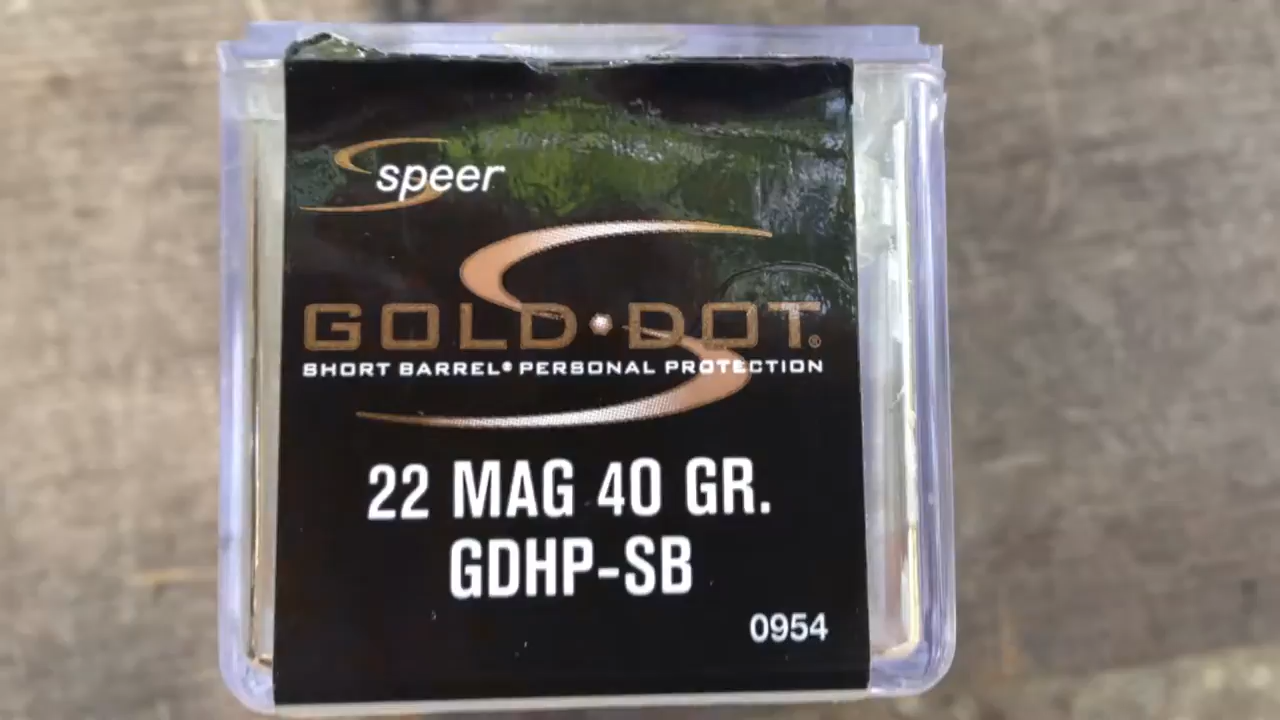 speer
GOLD•DOT®
SHORT BARREL® PERSONAL PROTECTION
22 MAG 40 GR.
GDHP-SB
0954